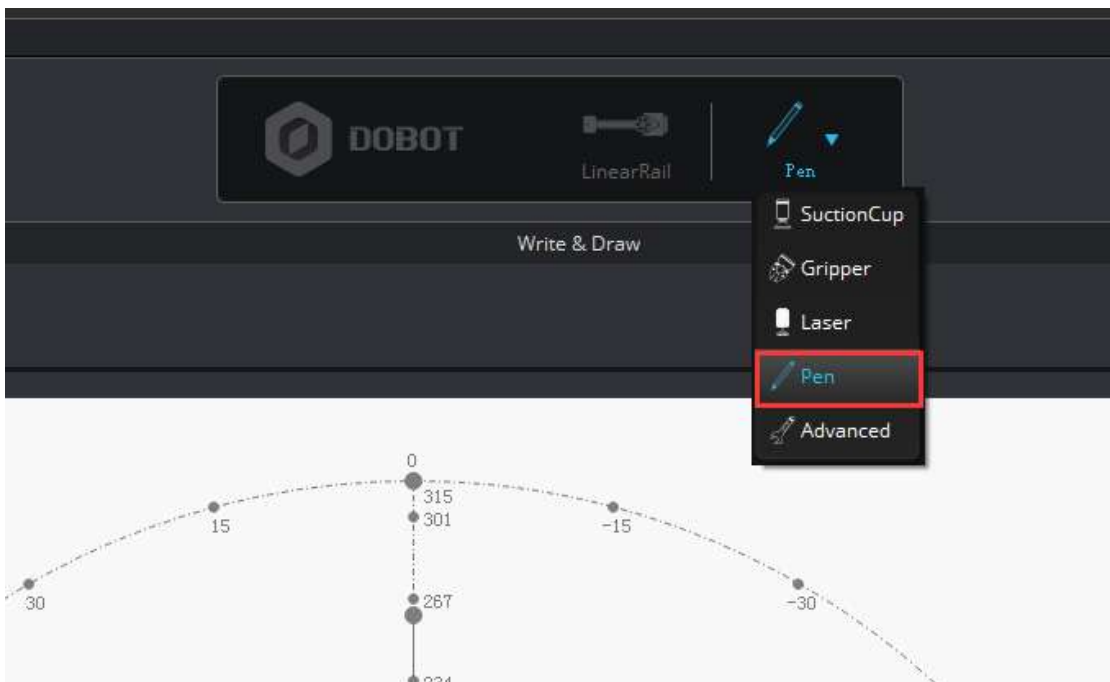 DOBOT
LinearRail
Pen
SuctionCup
Write & Draw
Gripper
Laser
Pen
Advanced
0
315
301
15
-15
267
30
-30